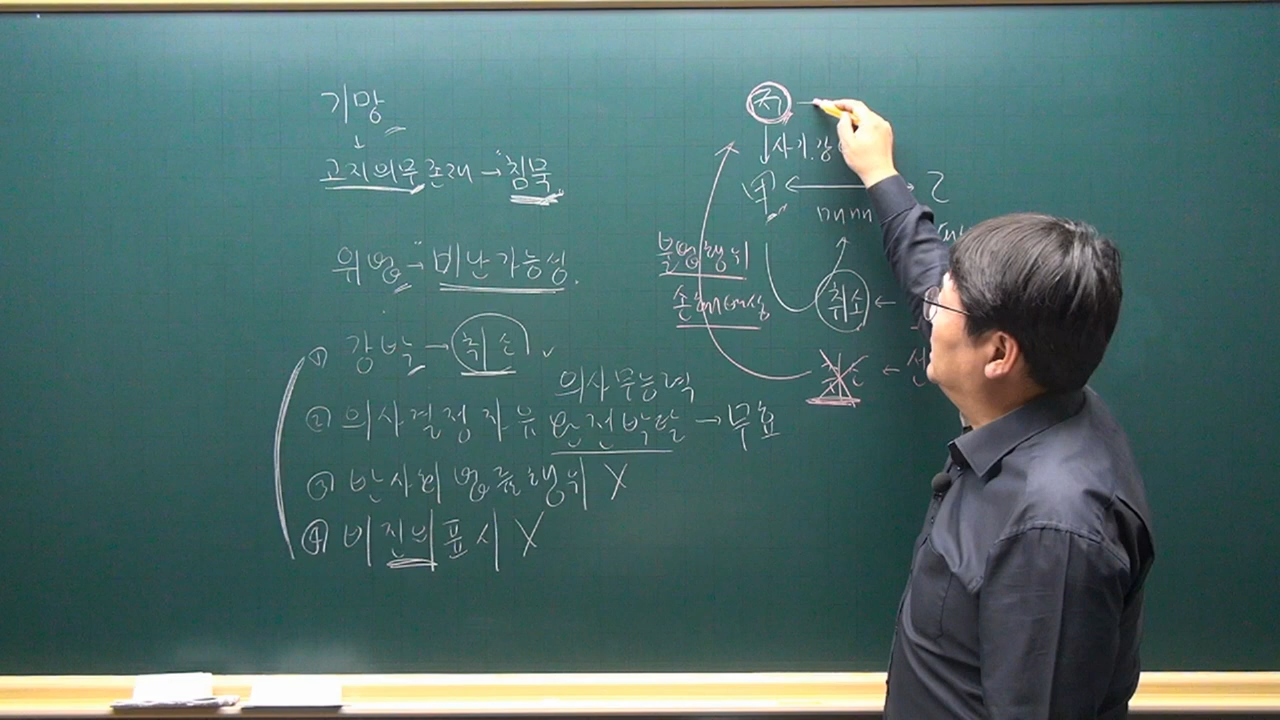 기망
↓
고지의무존재 → "침묵
위법" → 비난가능성.
① 강박 → 취소 ✓
의사무능력
② 의사결정자유 완전박탈 → 무효
③ 반사회 법률행위 X
④ 비진의표시 X
↓사기.강
甲 ↔ 乙
매매
불법행위
손해배상
취소 ←